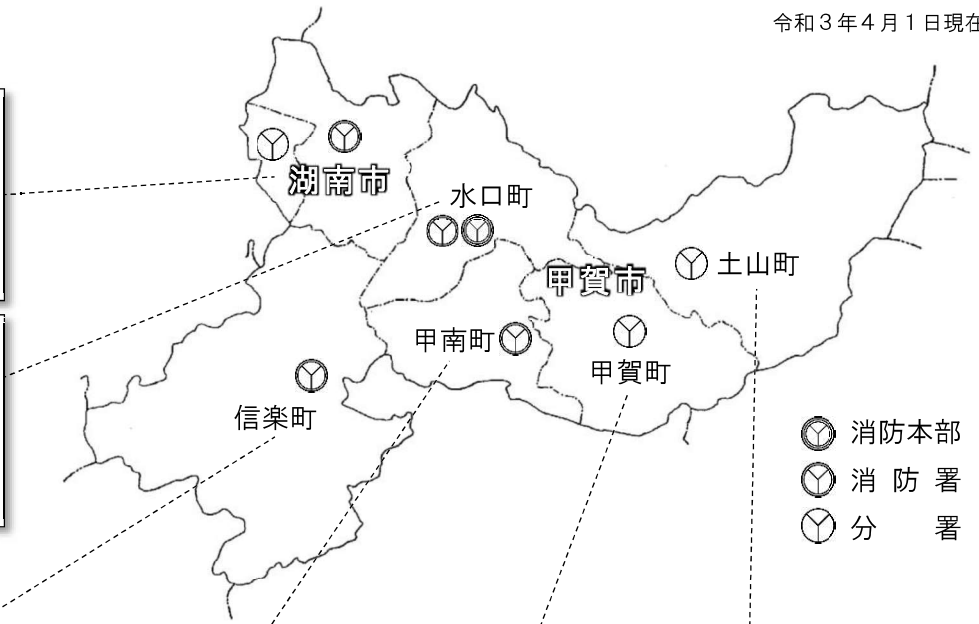 令和３年４月１日現在
湖南市
水口町
甲賀市
土山町
甲南町
甲賀町
信楽町
消防本部
消防署
分署